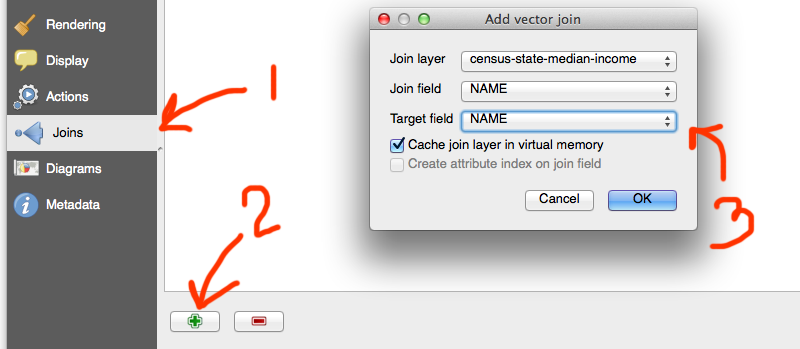 Rendering
Display
Actions
Joins
Diagrams
Metadata
1
2
Add vector join
Join layer census-state-median-income
Join field NAME
Target field NAME
Cache join layer in virtual memory
Create attribute index on join field
Cancel OK
3